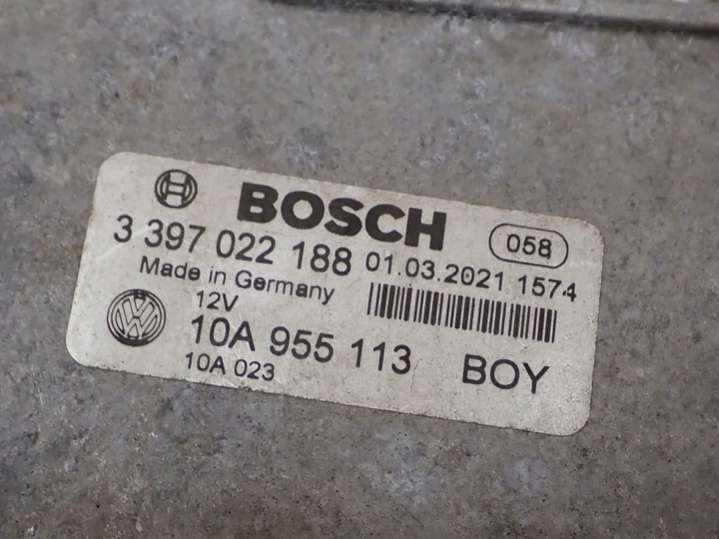 BOSCH
058
3 397 022 188 01.03.2021 1574
Made in Germany
12V
10A 955 113 BOY
10A 023